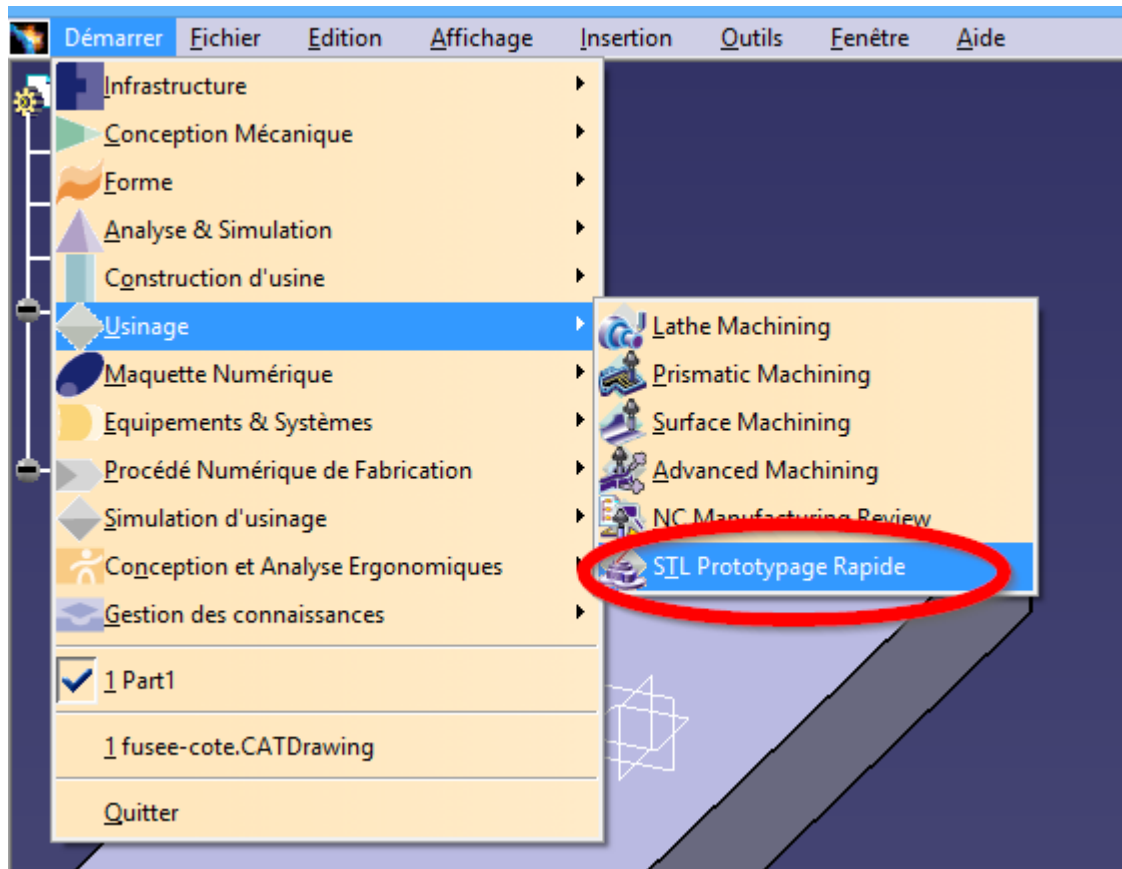 Démarrer Fichier Edition Affichage Insertion Outils Fenêtre Aide
Infrastructure
Conception Mécanique
Forme
Analyse & Simulation
Construction d'usine
Usinage
Maquette Numérique
Equipements & Systèmes
Procédé Numérique de Fabrication
Simulation d'usinage
Conception et Analyse Ergonomiques
Gestion des connaissances
1 Part1
1 fusee-cote.CATDrawing
Quitter
Lathe Machining
Prismatic Machining
Surface Machining
Advanced Machining
NC Manufacturing Review
STL Prototypage Rapide